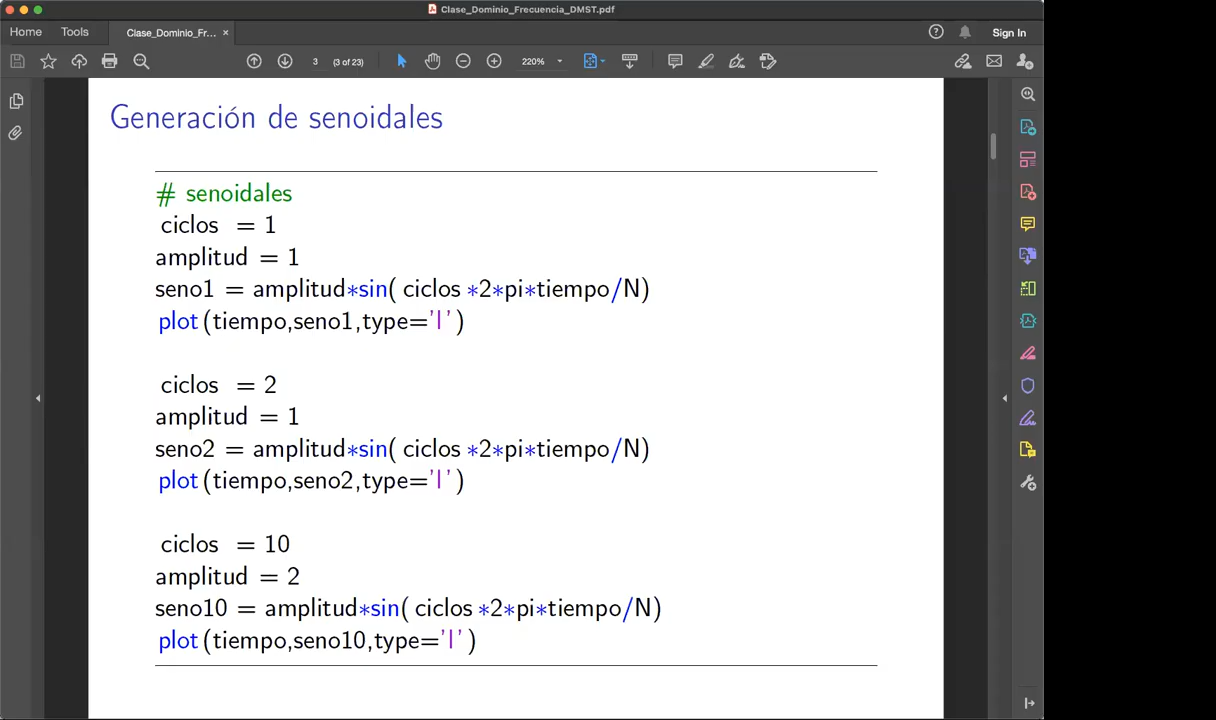 Clase_Dominio_Frecuencia_DMST.pdf
Home Tools Clase_Dominio_Fr... × Sign In
3 (3 of 23) 220%
Generación de senoidales
# senoidales
ciclos = 1
amplitud = 1
seno1 = amplitud*sin( ciclos *2*pi*tiempo/N)
plot(tiempo,seno1,type='l')
ciclos = 2
amplitud = 1
seno2 = amplitud*sin( ciclos *2*pi*tiempo/N)
plot(tiempo,seno2,type='l')
ciclos = 10
amplitud = 2
seno10 = amplitud*sin( ciclos *2*pi*tiempo/N)
plot(tiempo,seno10,type='l')